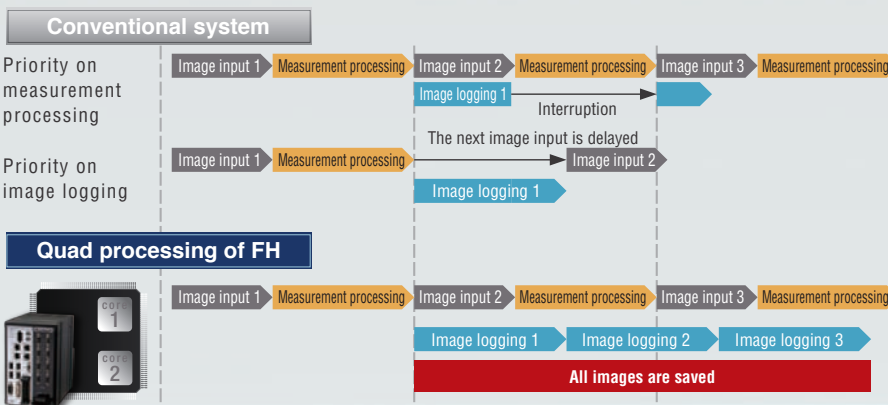 Conventional system
Priority on
measurement
processing
Image input 1
Measurement processing
Image input 2
Measurement processing
Image input 3
Measurement processing
Image logging 1
Interruption
Priority on
image logging
The next image input is delayed
Image input 1
Measurement processing
Image input 2
Image logging 1
Quad processing of FH
core
1
core
2
Image input 1
Measurement processing
Image input 2
Measurement processing
Image input 3
Measurement processing
Image logging 1
Image logging 2
Image logging 3
All images are saved